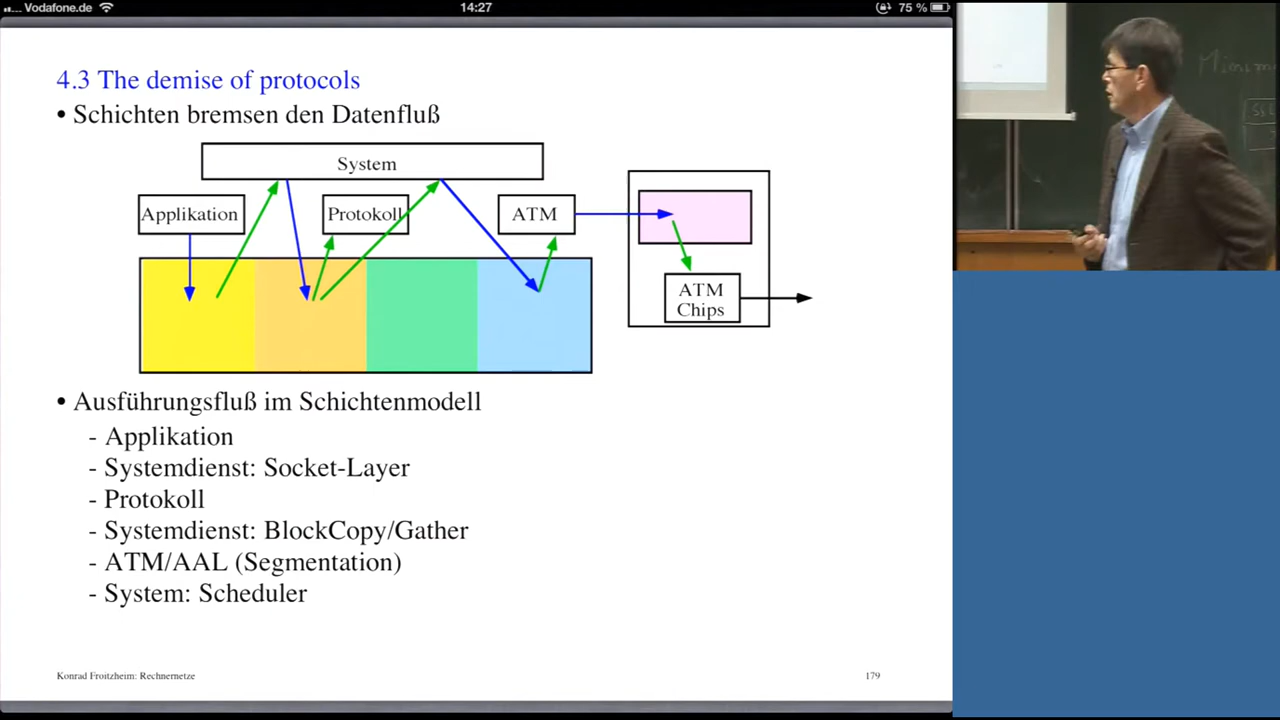 Vodafone.de 14:27 75 %
4.3 The demise of protocols
• Schichten bremsen den Datenfluß
System
Applikation Protokoll ATM
ATM
Chips
• Ausführungsfluß im Schichtenmodell
- Applikation
- Systemdienst: Socket-Layer
- Protokoll
- Systemdienst: BlockCopy/Gather
- ATM/AAL (Segmentation)
- System: Scheduler
Konrad Froitzheim: Rechnernetze 179